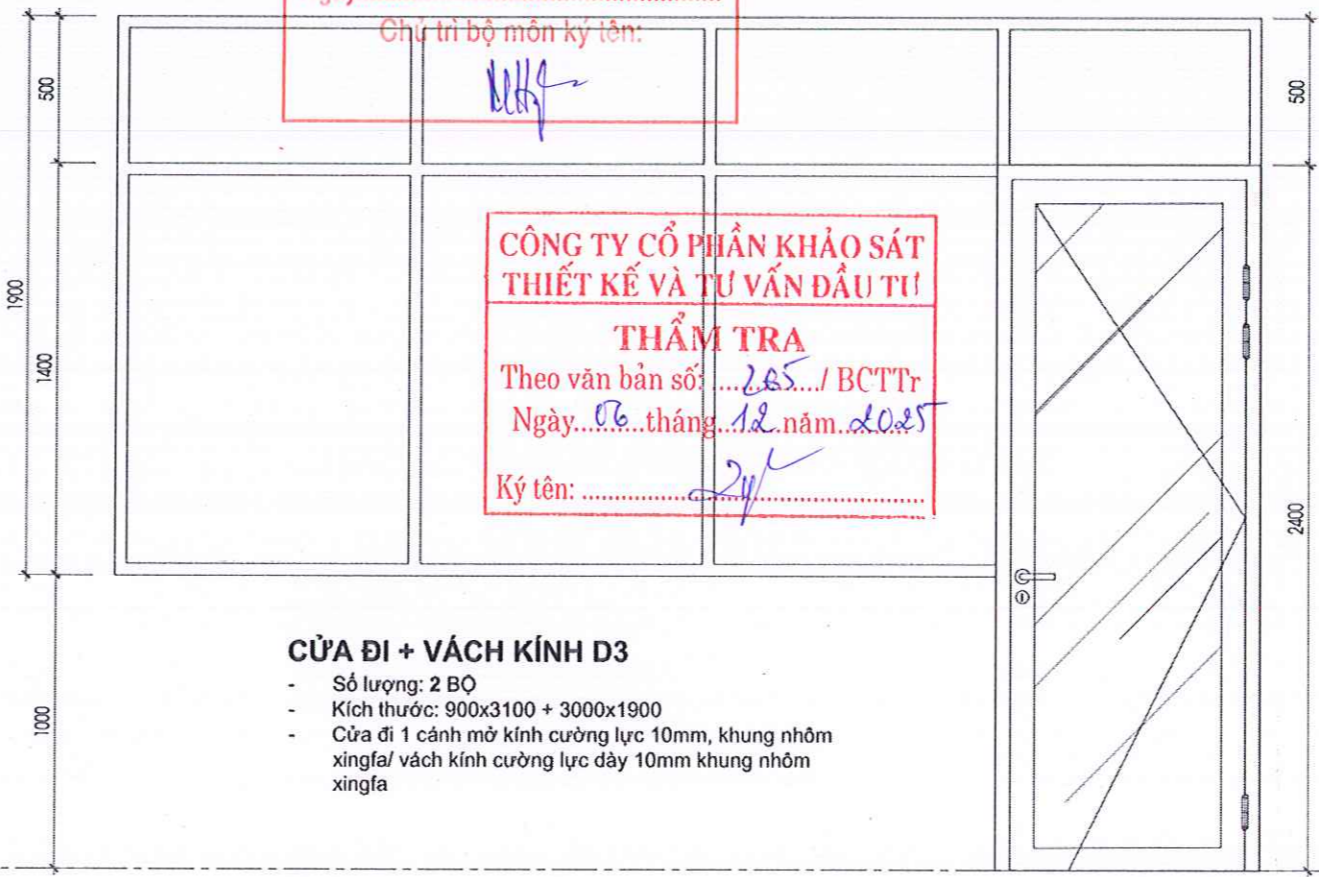 Chủ trì bộ môn ký tên:
500
500
1900
1400
2400
1000
CÔNG TY CỔ PHẦN KHẢO SÁT
THIẾT KẾ VÀ TƯ VẤN ĐẦU TƯ
THẨM TRA
Theo văn bản số: 265 / BCTTr
Ngày 06 tháng 12 năm 2025
Ký tên:
CỬA ĐI + VÁCH KÍNH D3
- Số lượng: 2 BỘ
- Kích thước: 900x3100 + 3000x1900
- Cửa đi 1 cánh mở kính cường lực 10mm, khung nhôm
xingfa/ vách kính cường lực dày 10mm khung nhôm
xingfa